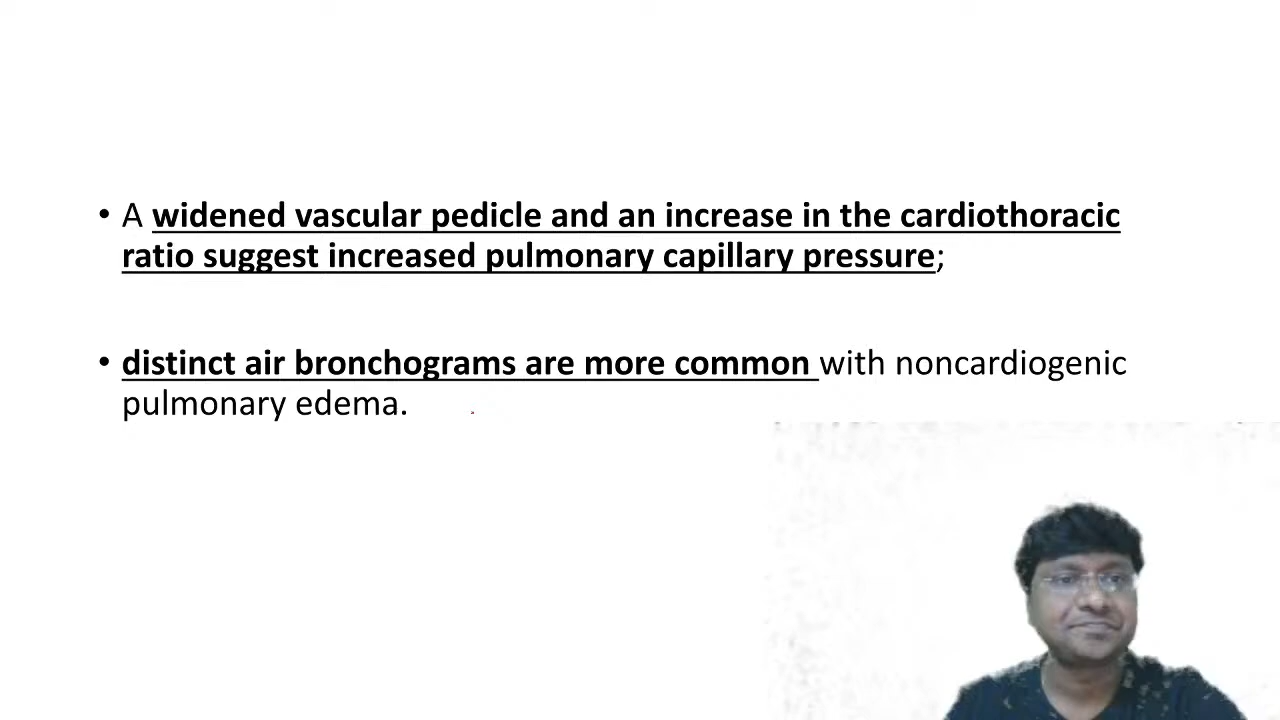 • A widened vascular pedicle and an increase in the cardiothoracic
ratio suggest increased pulmonary capillary pressure;
• distinct air bronchograms are more common with noncardiogenic
pulmonary edema.